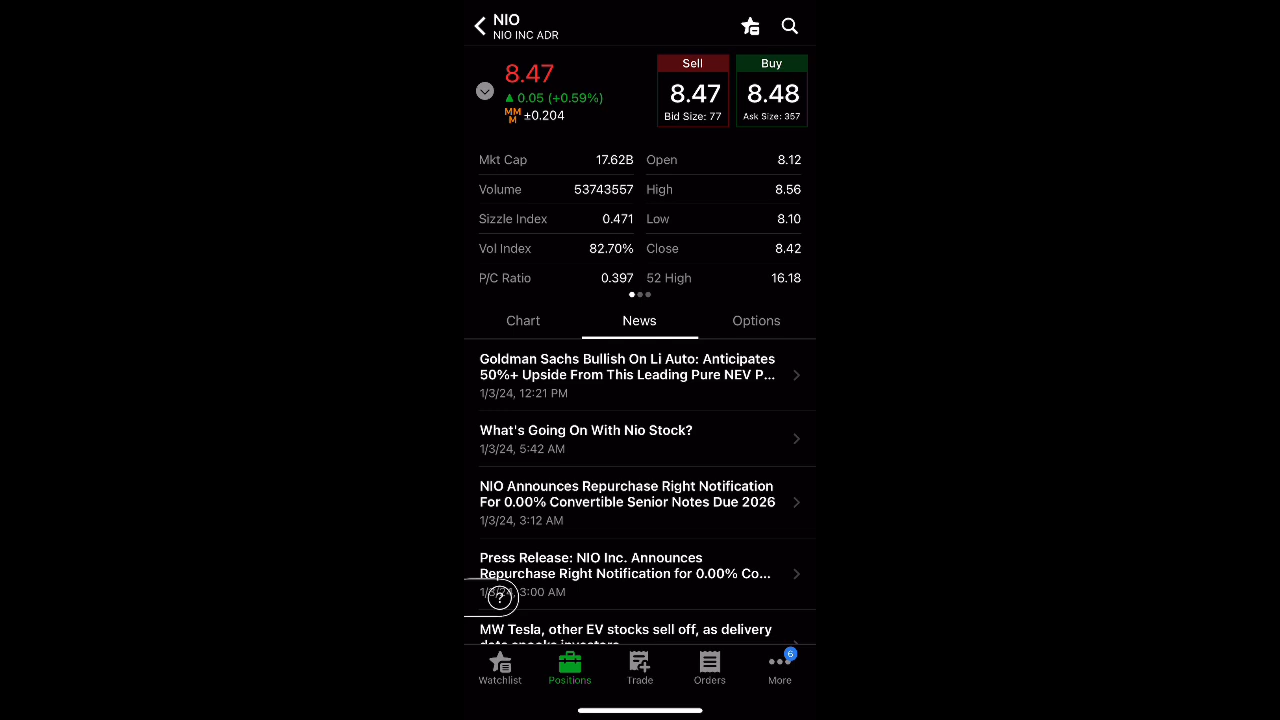 NIO
NIO INC ADR
8.47
0.05 (+0.59%)
MM
M ±0.204
Sell
8.47
Bid Size: 77
Buy
8.48
Ask Size: 357
Mkt Cap 17.62B Open 8.12
Volume 53743557 High 8.56
Sizzle Index 0.471 Low 8.10
Vol Index 82.70% Close 8.42
P/C Ratio 0.397 52 High 16.18
Chart News Options
Goldman Sachs Bullish On Li Auto: Anticipates
50%+ Upside From This Leading Pure NEV P...
1/3/24, 12:21 PM
What's Going On With Nio Stock?
1/3/24, 5:42 AM
NIO Announces Repurchase Right Notification
For 0.00% Convertible Senior Notes Due 2026
1/3/24, 3:12 AM
Press Release: NIO Inc. Announces
Repurchase Right Notification for 0.00% Co...
1/3/24, 3:00 AM
?
MW Tesla, other EV stocks sell off, as delivery
data spooks investors
6
Watchlist Positions Trade Orders More